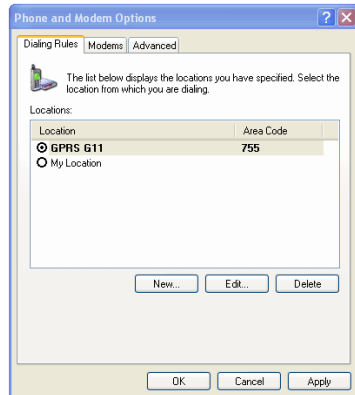 Phone and Modem Options
Dialing Rules Modems Advanced
The list below displays the locations you have specified. Select the
location from which you are dialing.
Locations:
Location Area Code
GPRS G11 755
My Location
New... Edit... Delete
OK Cancel Apply